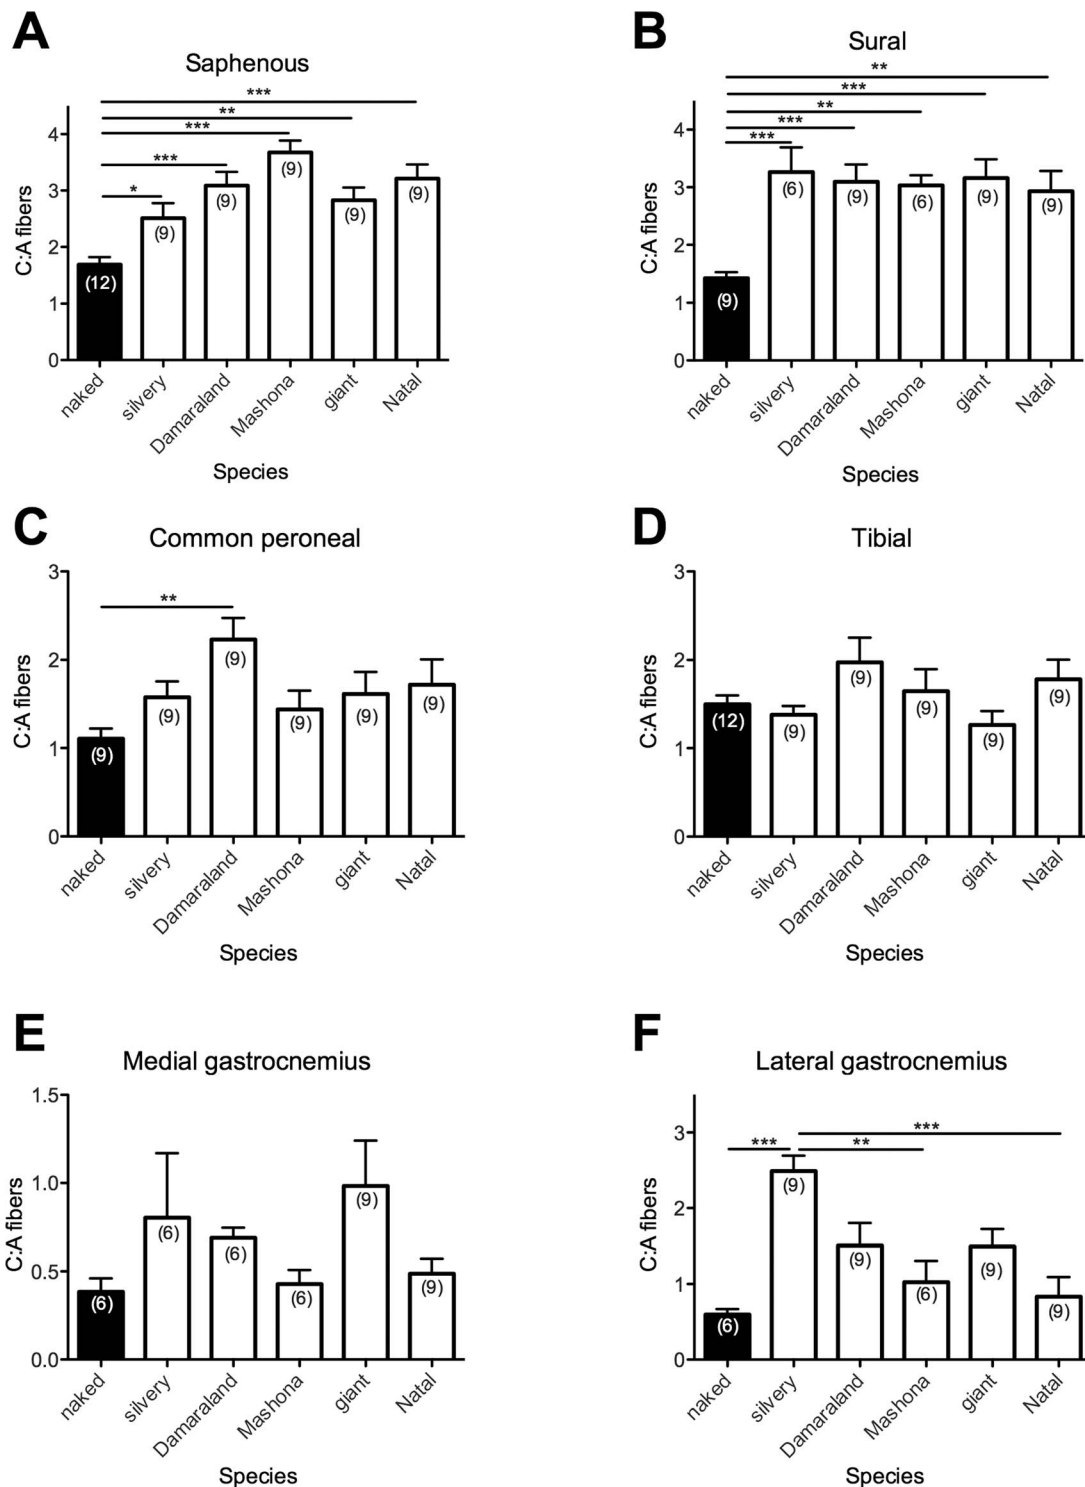 A
Saphenous
***
**
***
***
*
C:A fibers
4
3
2
1
0
(12)
(9)
(9)
(9)
(9)
(9)
naked
silvery
Damaraland
Mashona
giant
Natal
Species
B
Sural
**
***
**
***
***
C:A fibers
4
3
2
1
0
(9)
(6)
(9)
(6)
(9)
(9)
naked
silvery
Damaraland
Mashona
giant
Natal
Species
C
Common peroneal
**
C:A fibers
3
2
1
0
(9)
(9)
(9)
(9)
(9)
(9)
naked
silvery
Damaraland
Mashona
giant
Natal
Species
D
Tibial
C:A fibers
3
2
1
0
(12)
(9)
(9)
(9)
(9)
(9)
naked
silvery
Damaraland
Mashona
giant
Natal
Species
E
Medial gastrocnemius
C:A fibers
1.5
1.0
0.5
0.0
(6)
(6)
(6)
(6)
(9)
(9)
naked
silvery
Damaraland
Mashona
giant
Natal
Species
F
Lateral gastrocnemius
***
***
**
C:A fibers
3
2
1
0
(6)
(9)
(9)
(6)
(9)
(9)
naked
silvery
Damaraland
Mashona
giant
Natal
Species